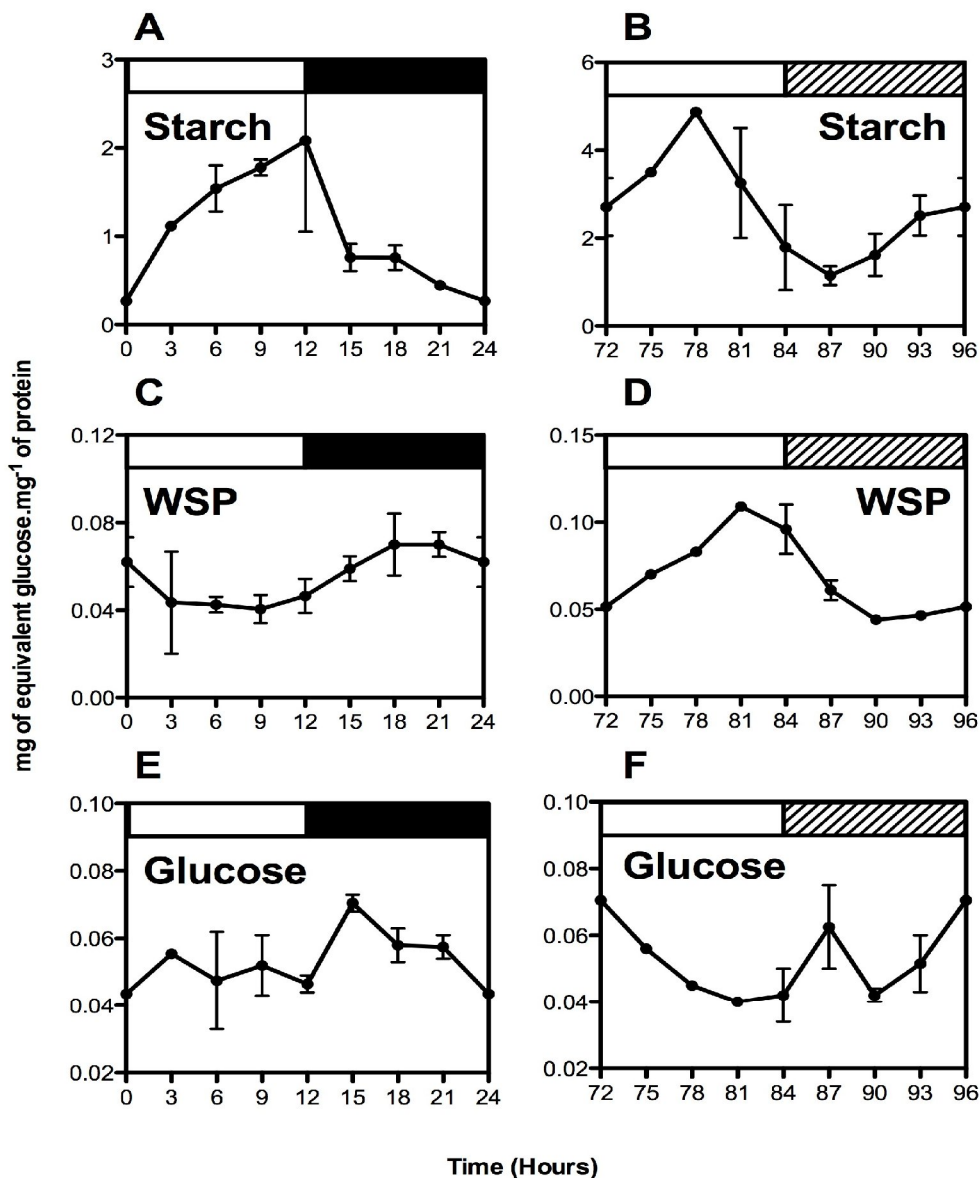 A
B
3
2
1
0
Starch
0 3 6 9 12 15 18 21 24
6
4
2
0
Starch
72 75 78 81 84 87 90 93 96
C
D
0.12
0.08
0.04
0.00
WSP
0 3 6 9 12 15 18 21 24
0.15
0.10
0.05
0.00
WSP
72 75 78 81 84 87 90 93 96
mg of equivalent glucose.mg⁻¹ of protein
E
F
0.10
0.08
0.06
0.04
0.02
Glucose
0 3 6 9 12 15 18 21 24
0.10
0.08
0.06
0.04
0.02
Glucose
72 75 78 81 84 87 90 93 96
Time (Hours)